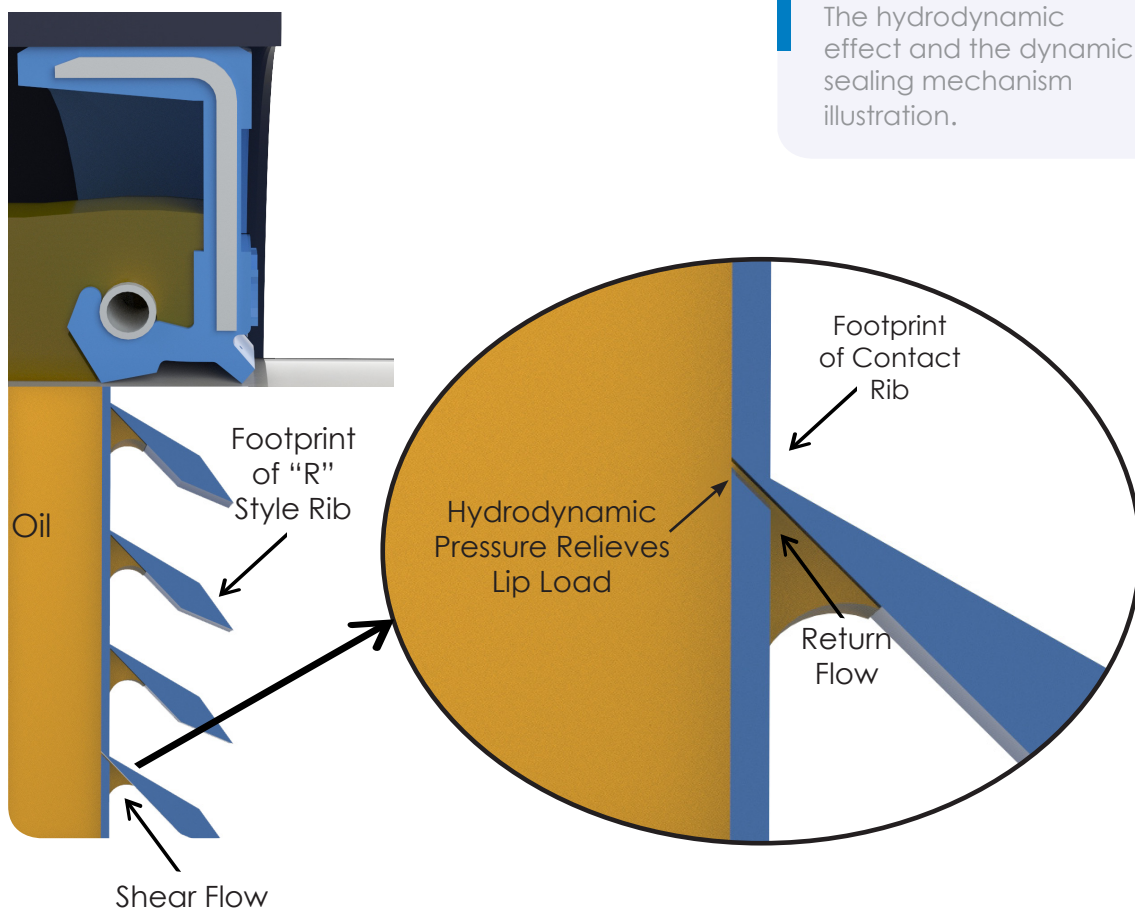 The hydrodynamic
effect and the dynamic
sealing mechanism
illustration.
Footprint
of Contact
Rib
Footprint
of “R”
Style Rib
Oil
Hydrodynamic
Pressure Relieves
Lip Load
Return
Flow
Shear Flow